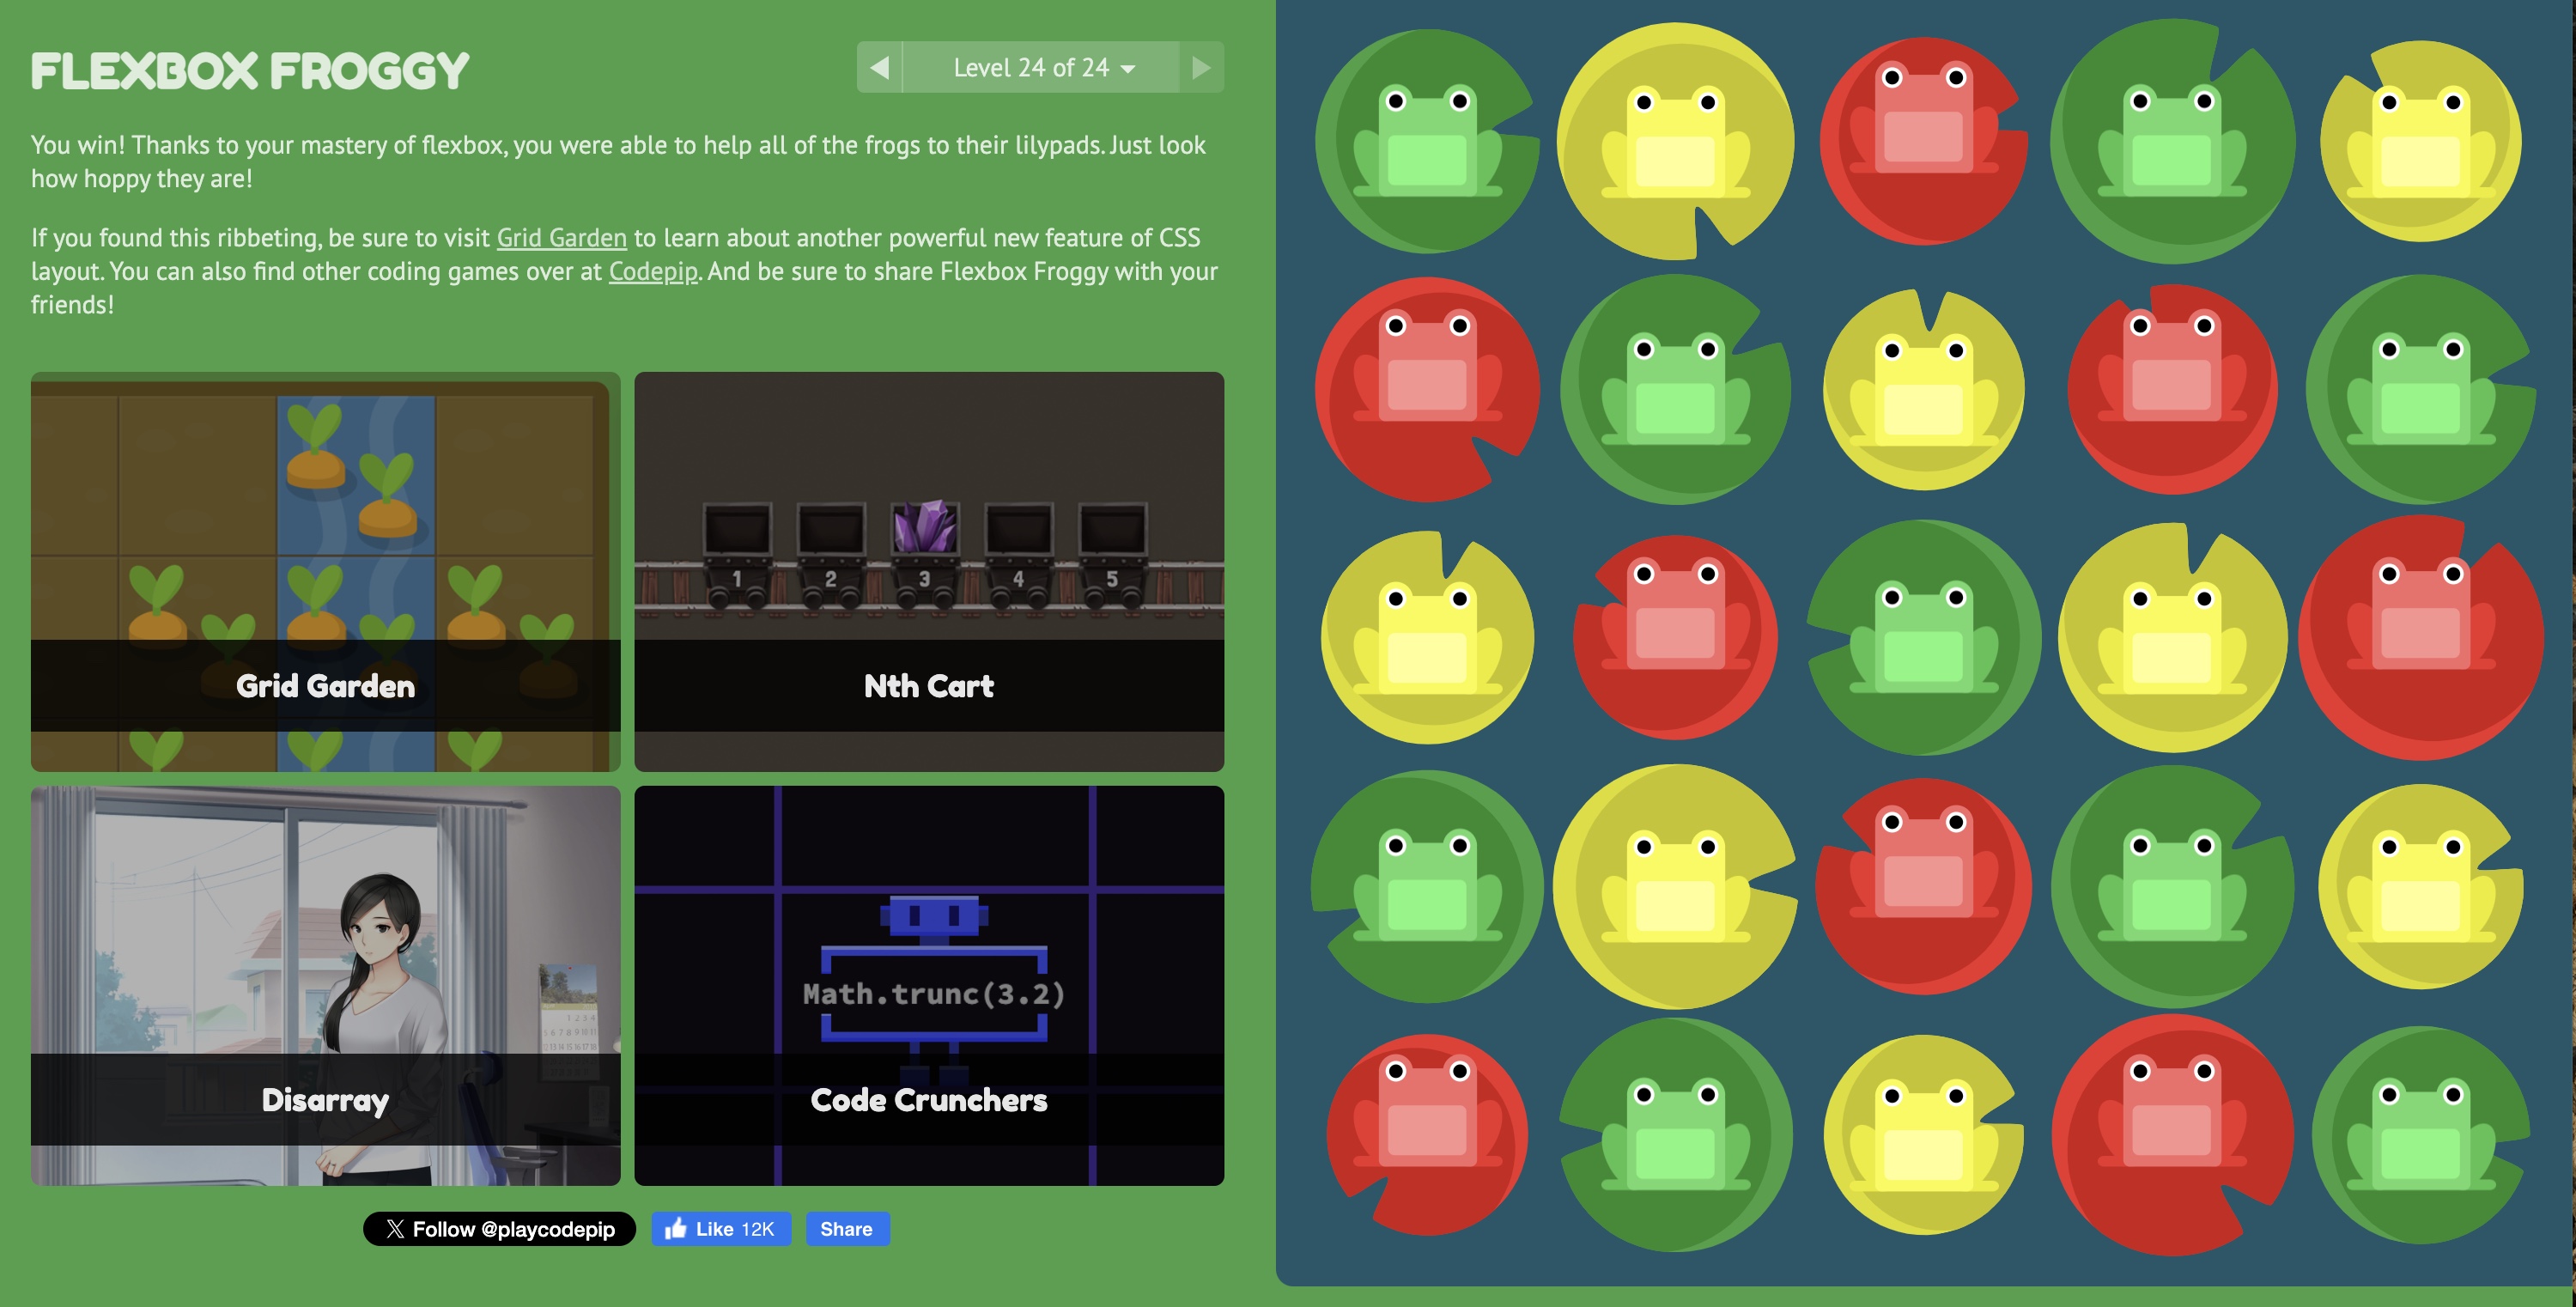 FLEXBOX FROGGY
Level 24 of 24
You win! Thanks to your mastery of flexbox, you were able to help all of the frogs to their lilypads. Just look
how hoppy they are!
If you found this ribbeting, be sure to visit Grid Garden to learn about another powerful new feature of CSS
layout. You can also find other coding games over at Codepip. And be sure to share Flexbox Froggy with your
friends!
Grid Garden
1 2 3 4 5
Nth Cart
Disarray
Math.trunc(3.2)
Code Crunchers
Follow @playcodepip
Like 12K
Share